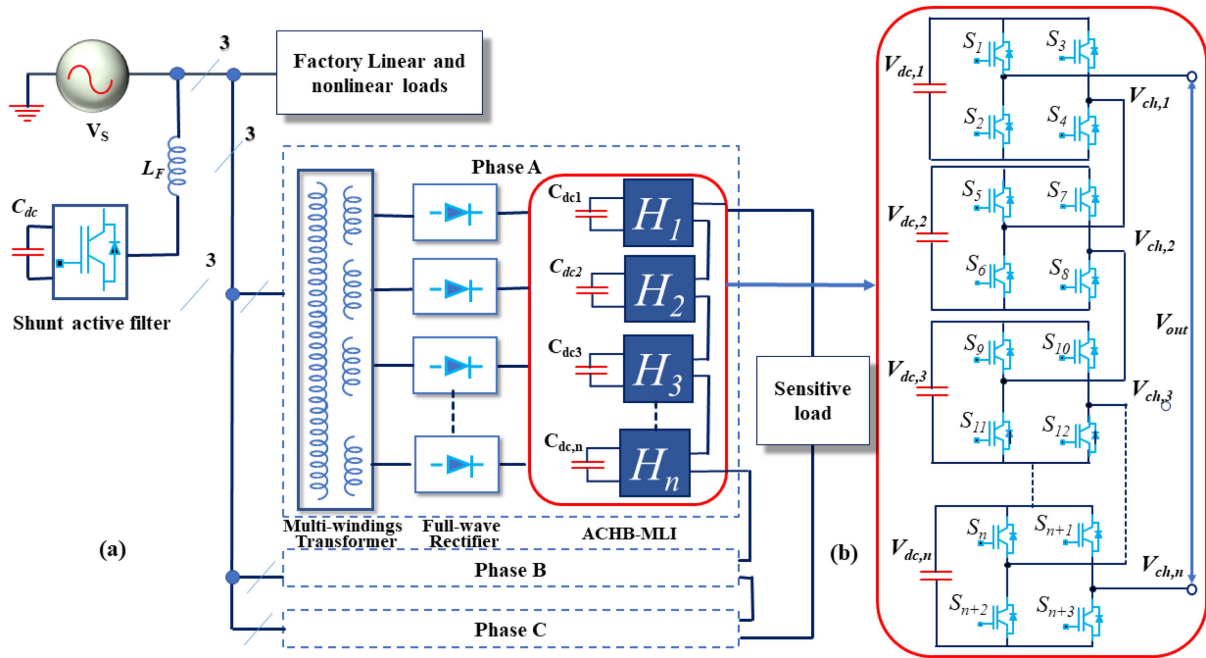 3
Factory Linear and
nonlinear loads
V_S
3
L_F
C_dc
3
Shunt active filter
Phase A
C_dc1
H_1
C_dc2
H_2
C_dc3
H_3
C_dc,n
H_n
Multi-windings
Transformer
Full-wave
Rectifier
ACHB-MLI
Sensitive
load
(a)
Phase B
Phase C
(b)
S_1
S_3
V_dc,1
V_ch,1
S_2
S_4
S_5
S_7
V_dc,2
V_ch,2
S_6
S_8
V_out
S_9
S_10
V_dc,3
V_ch,3
S_11
S_12
S_n
S_n+1
V_dc,n
V_ch,n
S_n+2
S_n+3